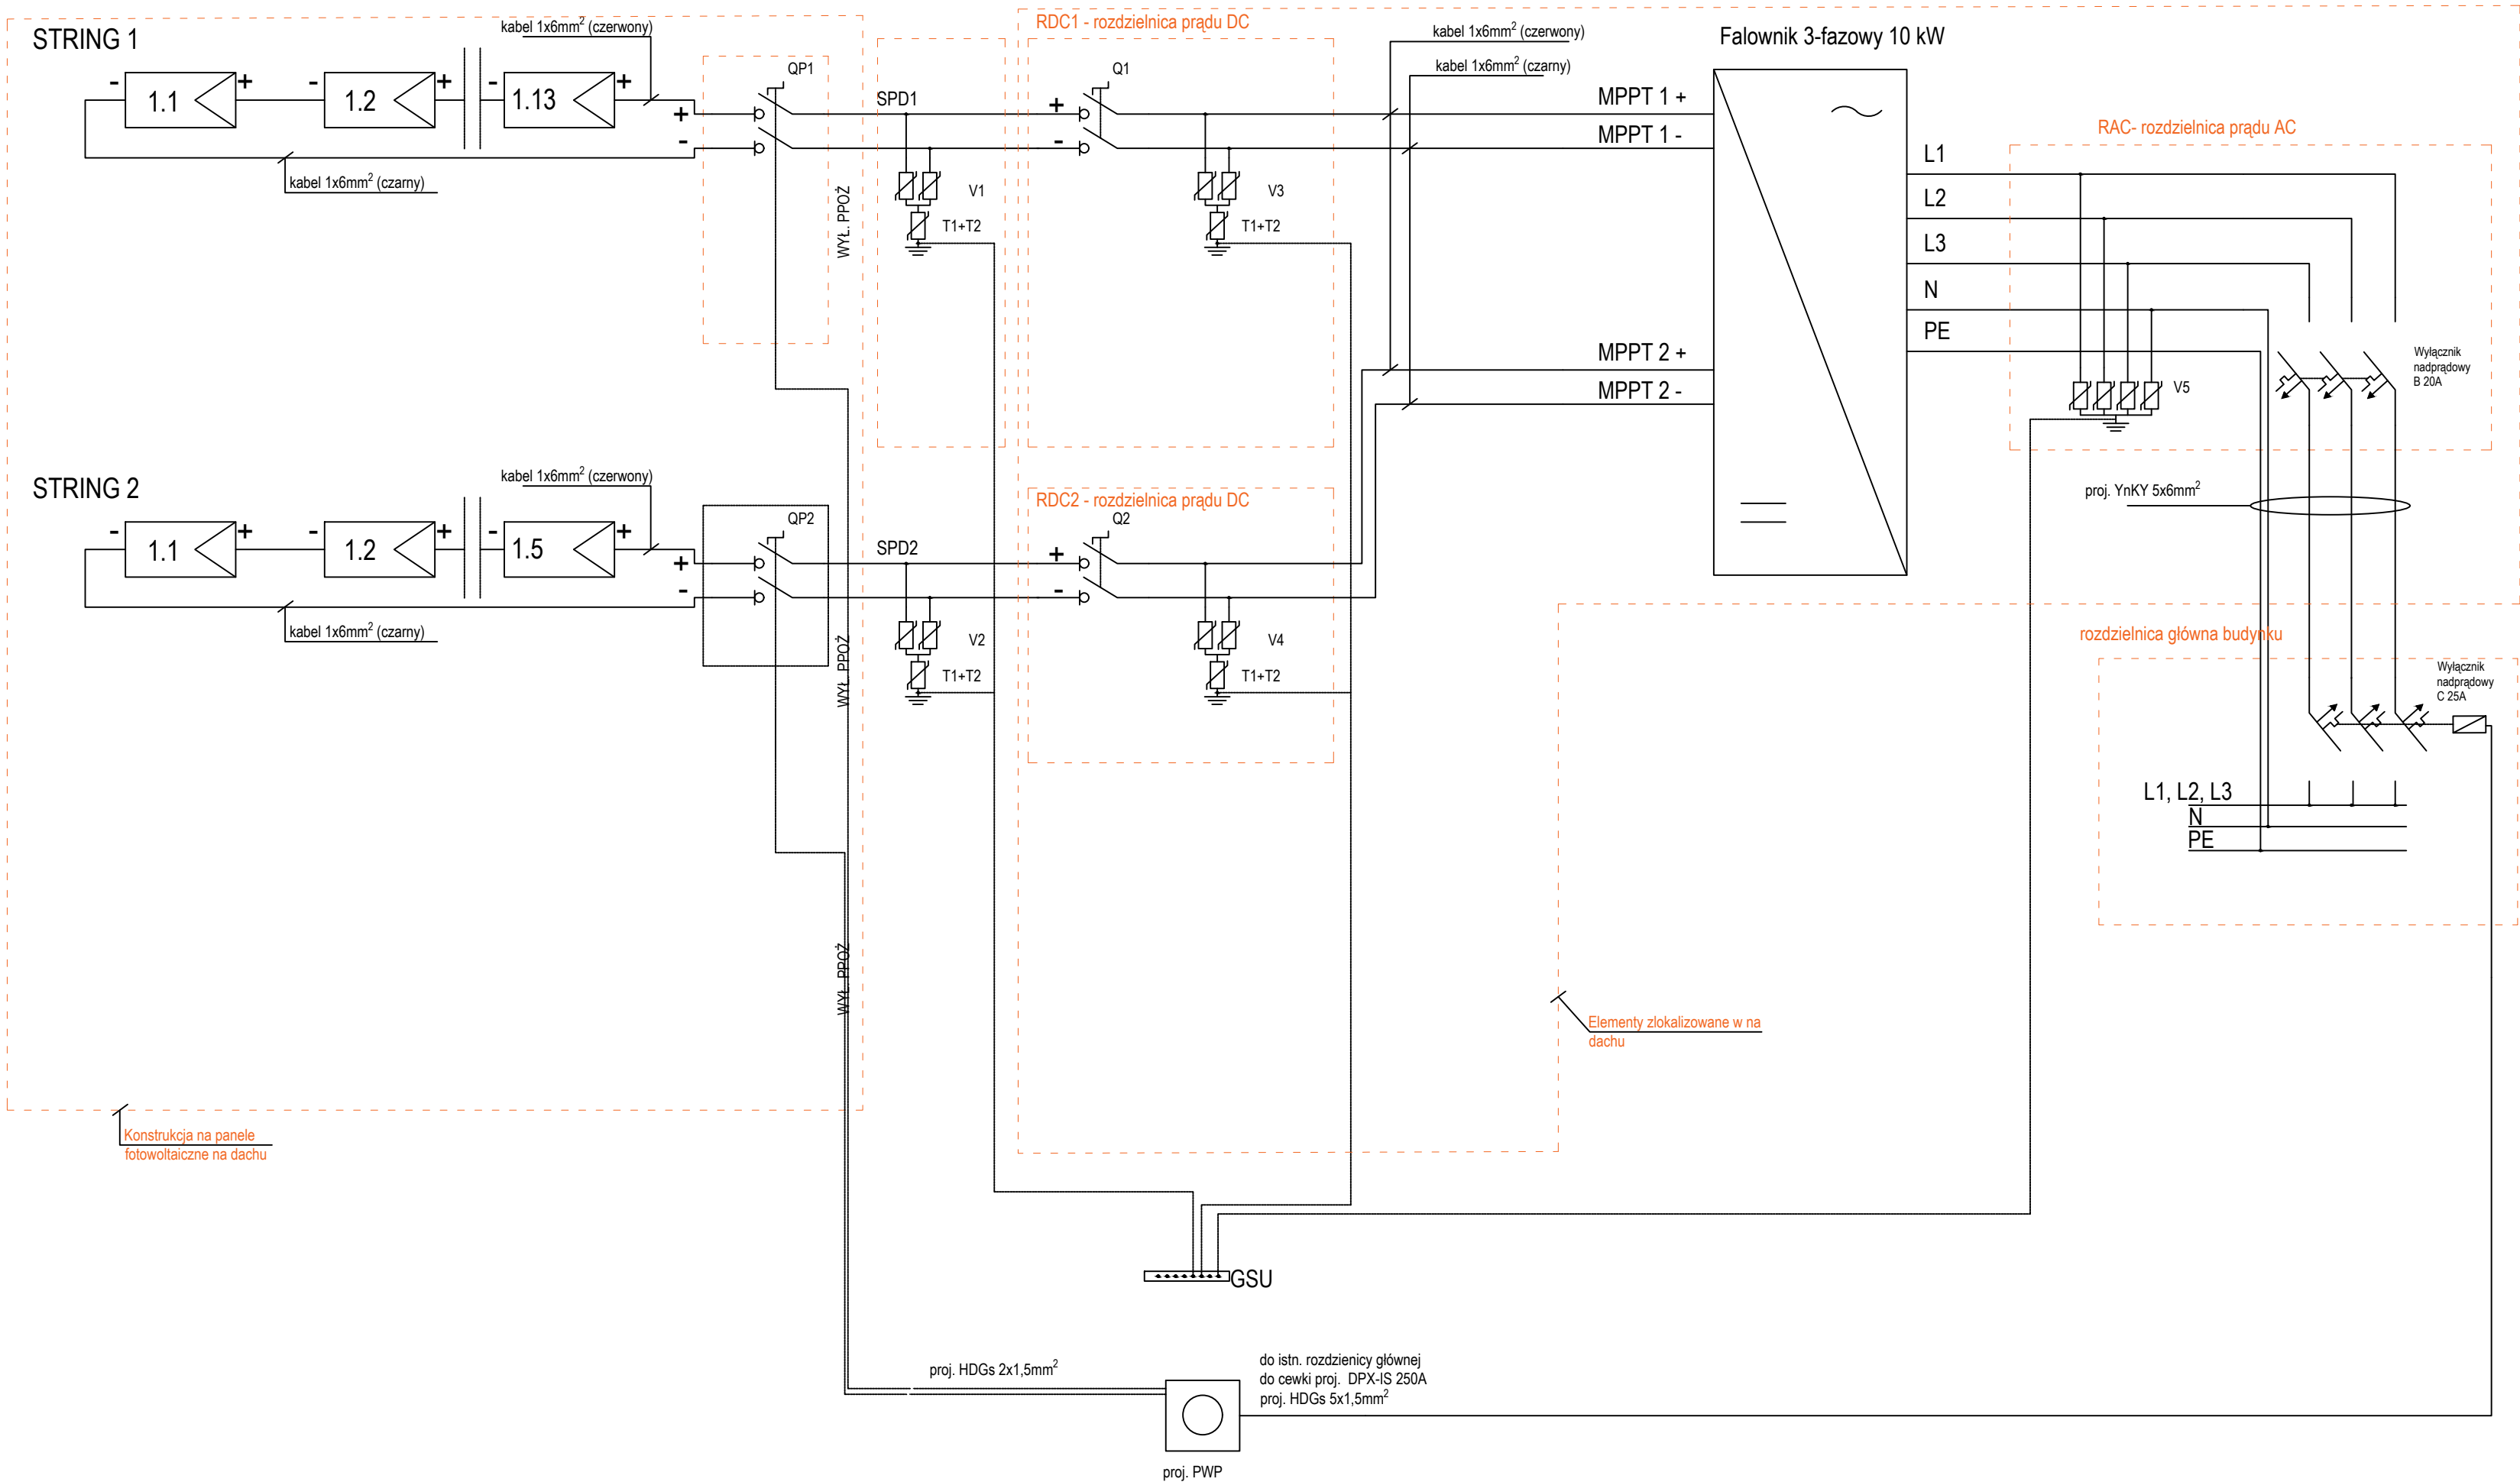 STRING 1
kabel 1x6mm² (czerwony)
- 1.1 + - 1.2 + - 1.13 +
+
-
kabel 1x6mm² (czarny)
QP1
WYŁ. PPOŻ
SPD1
V1
T1+T2
RDC1 - rozdzielnica prądu DC
Q1
+
-
V3
T1+T2
kabel 1x6mm² (czerwony)
kabel 1x6mm² (czarny)
MPPT 1 +
MPPT 1 -
MPPT 2 +
MPPT 2 -
Falownik 3-fazowy 10 kW
L1
L2
L3
N
PE
RAC- rozdzielnica prądu AC
V5
Wyłącznik
nadprądowy
B 20A
proj. YnKY 5x6mm²
STRING 2
kabel 1x6mm² (czerwony)
- 1.1 + - 1.2 + - 1.5 +
+
-
kabel 1x6mm² (czarny)
QP2
WYŁ. PPOŻ
SPD2
V2
T1+T2
RDC2 - rozdzielnica prądu DC
Q2
+
-
V4
T1+T2
rozdzielnica główna budynku
Wyłącznik
nadprądowy
C 25A
L1, L2, L3
N
PE
WYŁ. PPOŻ
Elementy zlokalizowane w na
dachu
Konstrukcja na panele
fotowoltaiczne na dachu
GSU
proj. HDGs 2x1,5mm²
do istn. rozdzienicy głównej
do cewki proj. DPX-IS 250A
proj. HDGs 5x1,5mm²
proj. PWP